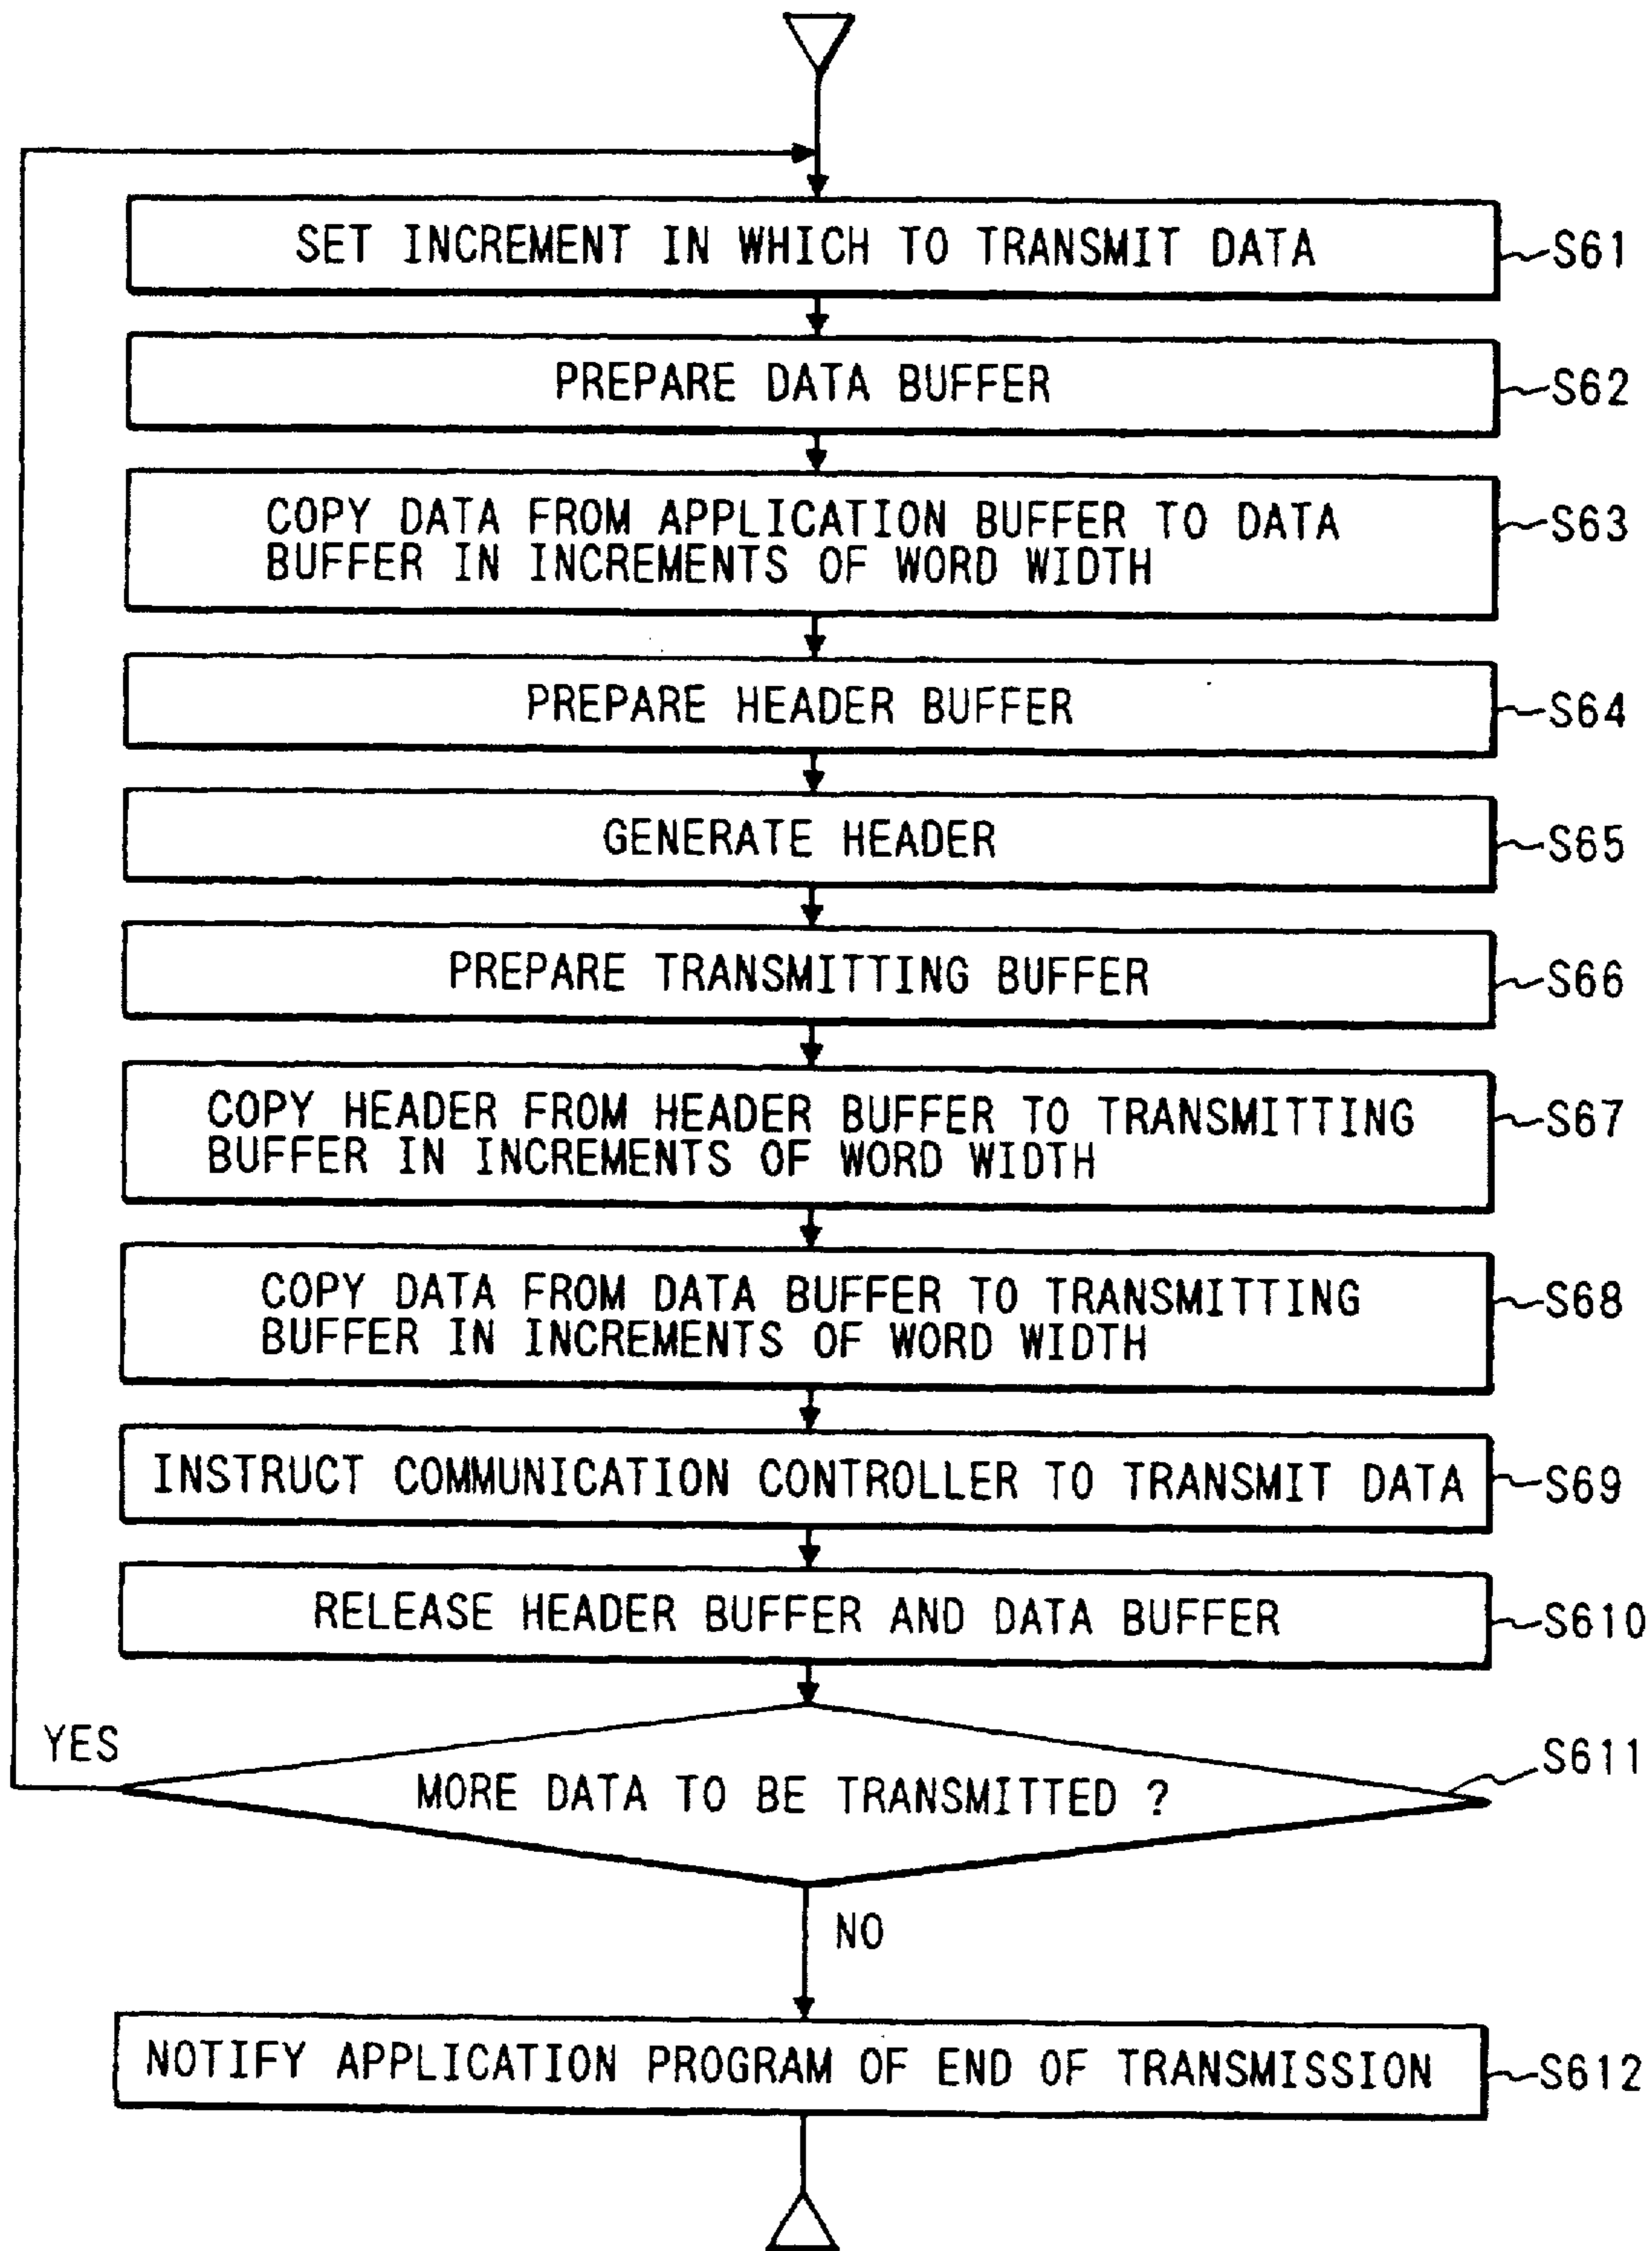 SET INCREMENT IN WHICH TO TRANSMIT DATA
S61
PREPARE DATA BUFFER
S62
COPY DATA FROM APPLICATION BUFFER TO DATA
BUFFER IN INCREMENTS OF WORD WIDTH
S63
PREPARE HEADER BUFFER
S64
GENERATE HEADER
S65
PREPARE TRANSMITTING BUFFER
S66
COPY HEADER FROM HEADER BUFFER TO TRANSMITTING
BUFFER IN INCREMENTS OF WORD WIDTH
S67
COPY DATA FROM DATA BUFFER TO TRANSMITTING
BUFFER IN INCREMENTS OF WORD WIDTH
S68
INSTRUCT COMMUNICATION CONTROLLER TO TRANSMIT DATA
S69
RELEASE HEADER BUFFER AND DATA BUFFER
S610
YES
MORE DATA TO BE TRANSMITTED ?
S611
NO
NOTIFY APPLICATION PROGRAM OF END OF TRANSMISSION
S612